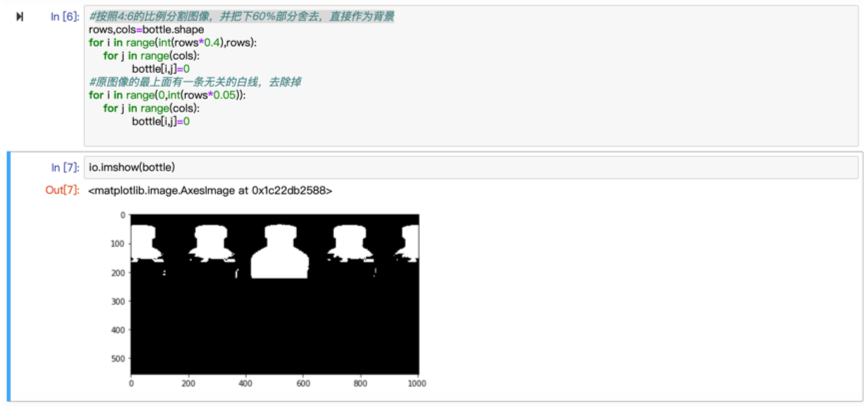 In [6]:
#按照4:6的比例分割图像，并把下60%部分舍去，直接作为背景
rows,cols=bottle.shape
for i in range(int(rows*0.4),rows):
for j in range(cols):
bottle[i,j]=0
#原图像的最上面有一条无关的白线，去除掉
for i in range(0,int(rows*0.05)):
for j in range(cols):
bottle[i,j]=0
In [7]:
io.imshow(bottle)
Out[7]:
<matplotlib.image.AxesImage at 0x1c22db2588>
0
100
200
300
400
500
0 200 400 600 800 1000